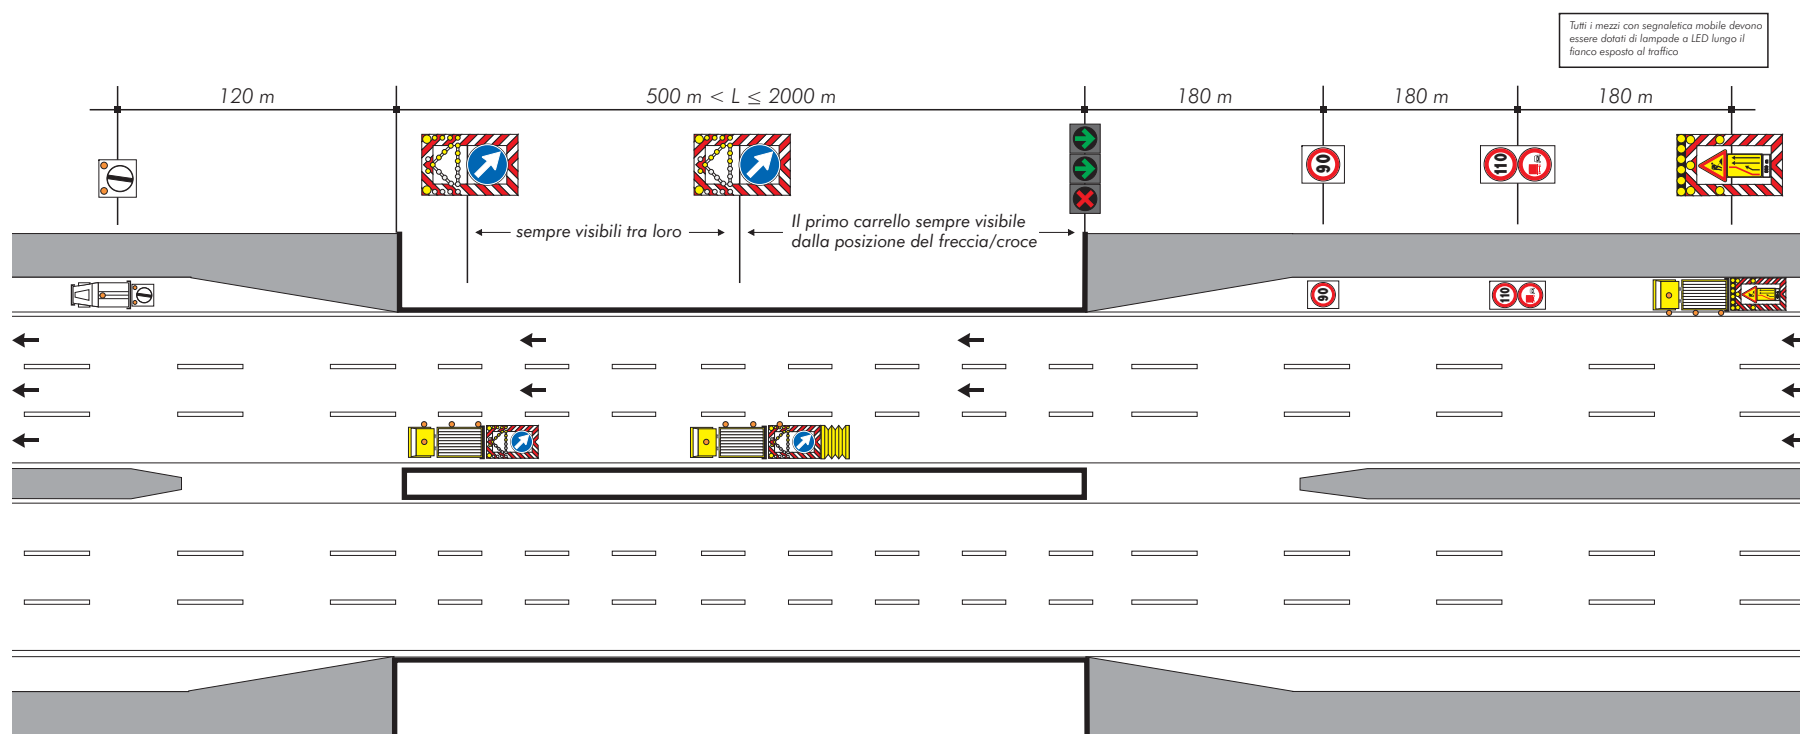 Tutti i mezzi con segnaletica mobile devono
essere dotati di lampade a LED lungo il
fianco esposto al traffico
120 m
500 m < L ≤ 2000 m
180 m
180 m
180 m
90
110
sempre visibili tra loro
Il primo carrello sempre visibile
dalla posizione del freccia/croce
90
110